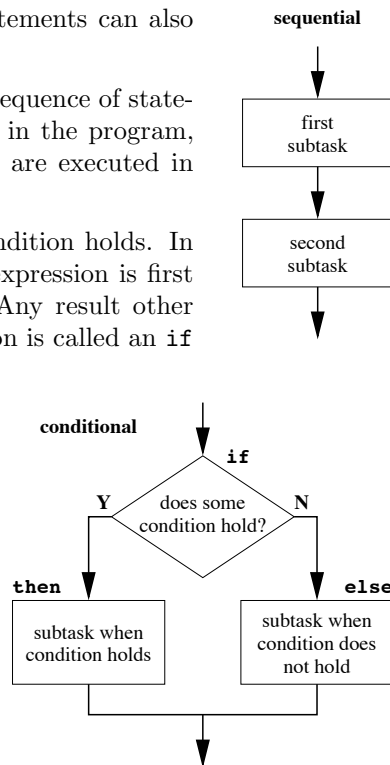 tements can also
equence of state-
in the program,
are executed in
ndition holds. In
expression is first
Any result other
on is called an if
sequential
first
subtask
second
subtask
conditional
if
Y
does some
condition hold?
N
then
subtask when
condition holds
else
subtask when
condition does
not hold